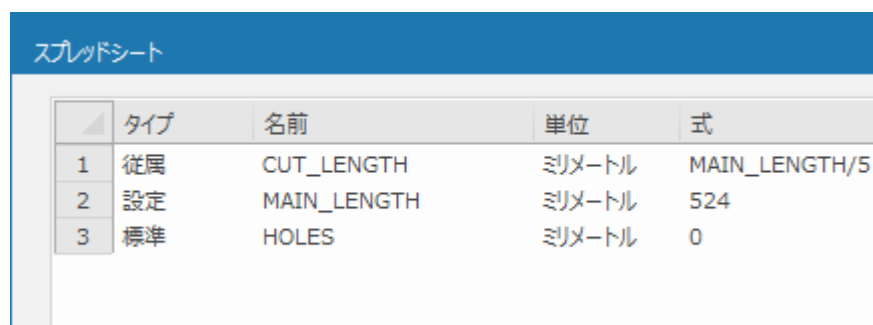 スプレッドシート
タイプ 名前 単位 式
1 従属 CUT_LENGTH ミリメートル MAIN_LENGTH/5
2 設定 MAIN_LENGTH ミリメートル 524
3 標準 HOLES ミリメートル 0